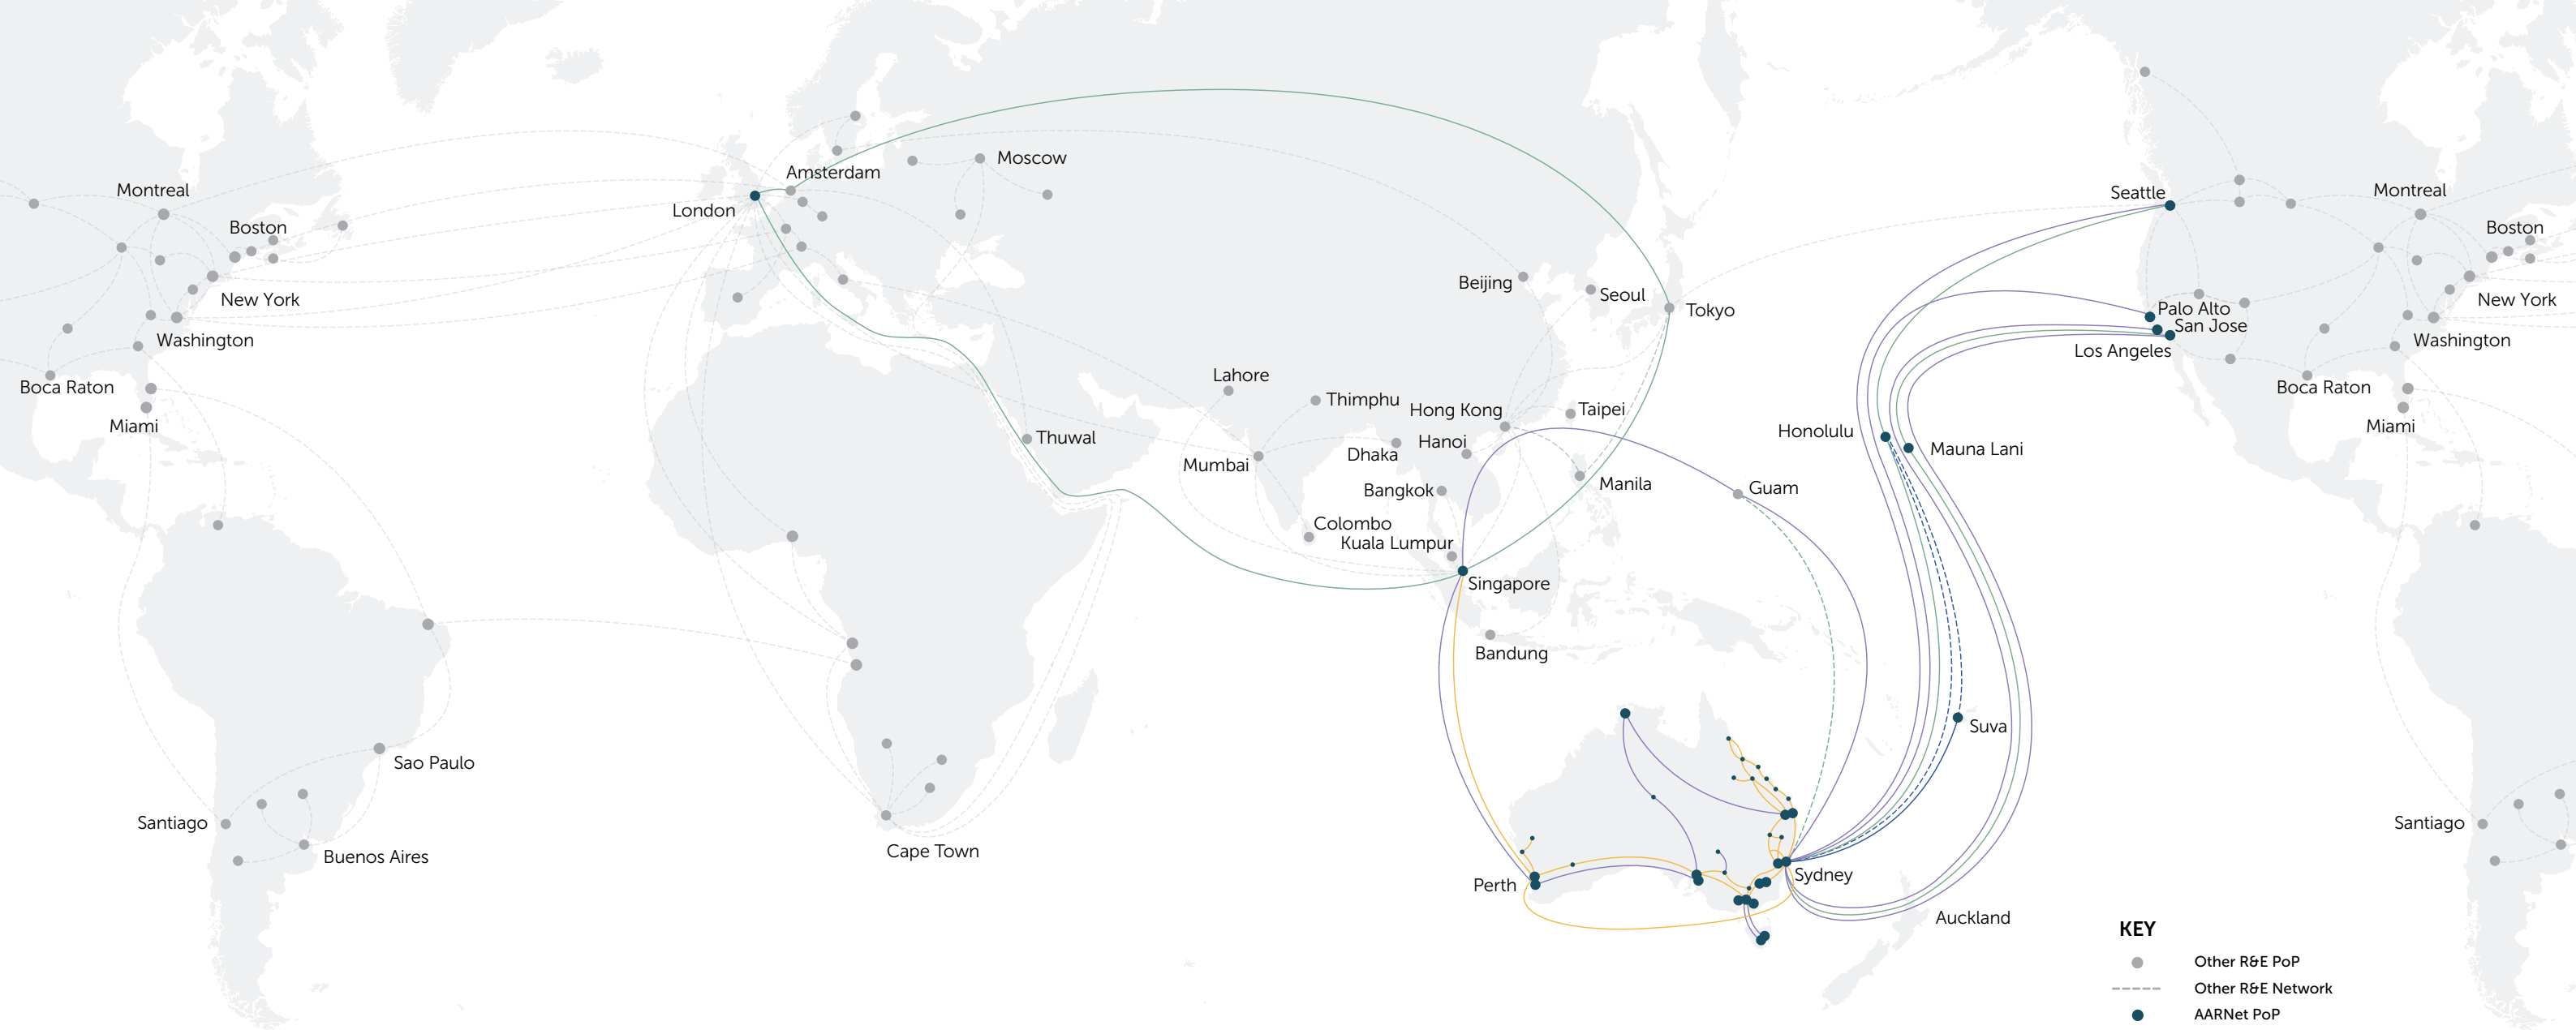 Moscow
Amsterdam
Montreal
London
Boston
New York
Washington
Boca Raton
Miami
Seattle
Montreal
Boston
Beijing
Seoul
Tokyo
Palo Alto
San Jose
Los Angeles
New York
Washington
Boca Raton
Miami
Lahore
Thimphu
Hong Kong
Taipei
Thuwal
Mumbai
Dhaka
Hanoi
Honolulu
Mauna Lani
Bangkok
Manila
Guam
Colombo
Kuala Lumpur
Singapore
Bandung
Suva
Sao Paulo
Santiago
Buenos Aires
Cape Town
Perth
Sydney
Auckland
Santiago
KEY
Other R&E PoP
Other R&E Network
AARNet PoP